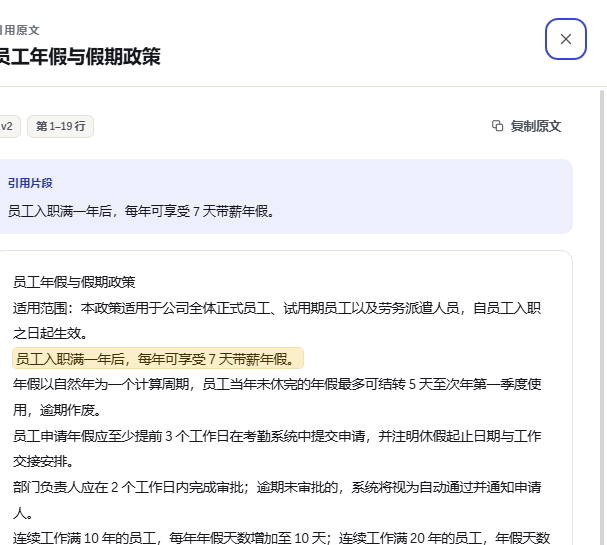 引用原文
员工年假与假期政策
v2
第 1–19 行
复制原文
引用片段
员工入职满一年后，每年可享受 7 天带薪年假。
员工年假与假期政策
适用范围：本政策适用于公司全体正式员工、试用期员工以及劳务派遣人员，自员工入职
之日起生效。
员工入职满一年后，每年可享受 7 天带薪年假。
年假以自然年为一个计算周期，员工当年未休完的年假最多可结转 5 天至次年第一季度使
用，逾期作废。
员工申请年假应至少提前 3 个工作日在考勤系统中提交申请，并注明休假起止日期与工作
交接安排。
部门负责人应在 2 个工作日内完成审批；逾期未审批的，系统将视为自动通过并通知申请
人。
连续工作满 10 年的员工，每年年假天数增加至 10 天；连续工作满 20 年的员工，年假天数